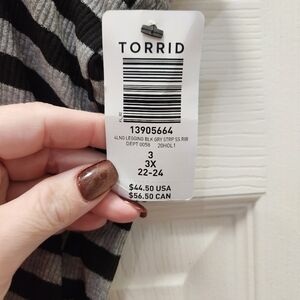 TORRID
13905664
4LNG LEGGING BLK GRY STRP SS RIB
DEPT 0058 20HOL1
3
3X
22-24
$44.50 USA
$56.50 CAN